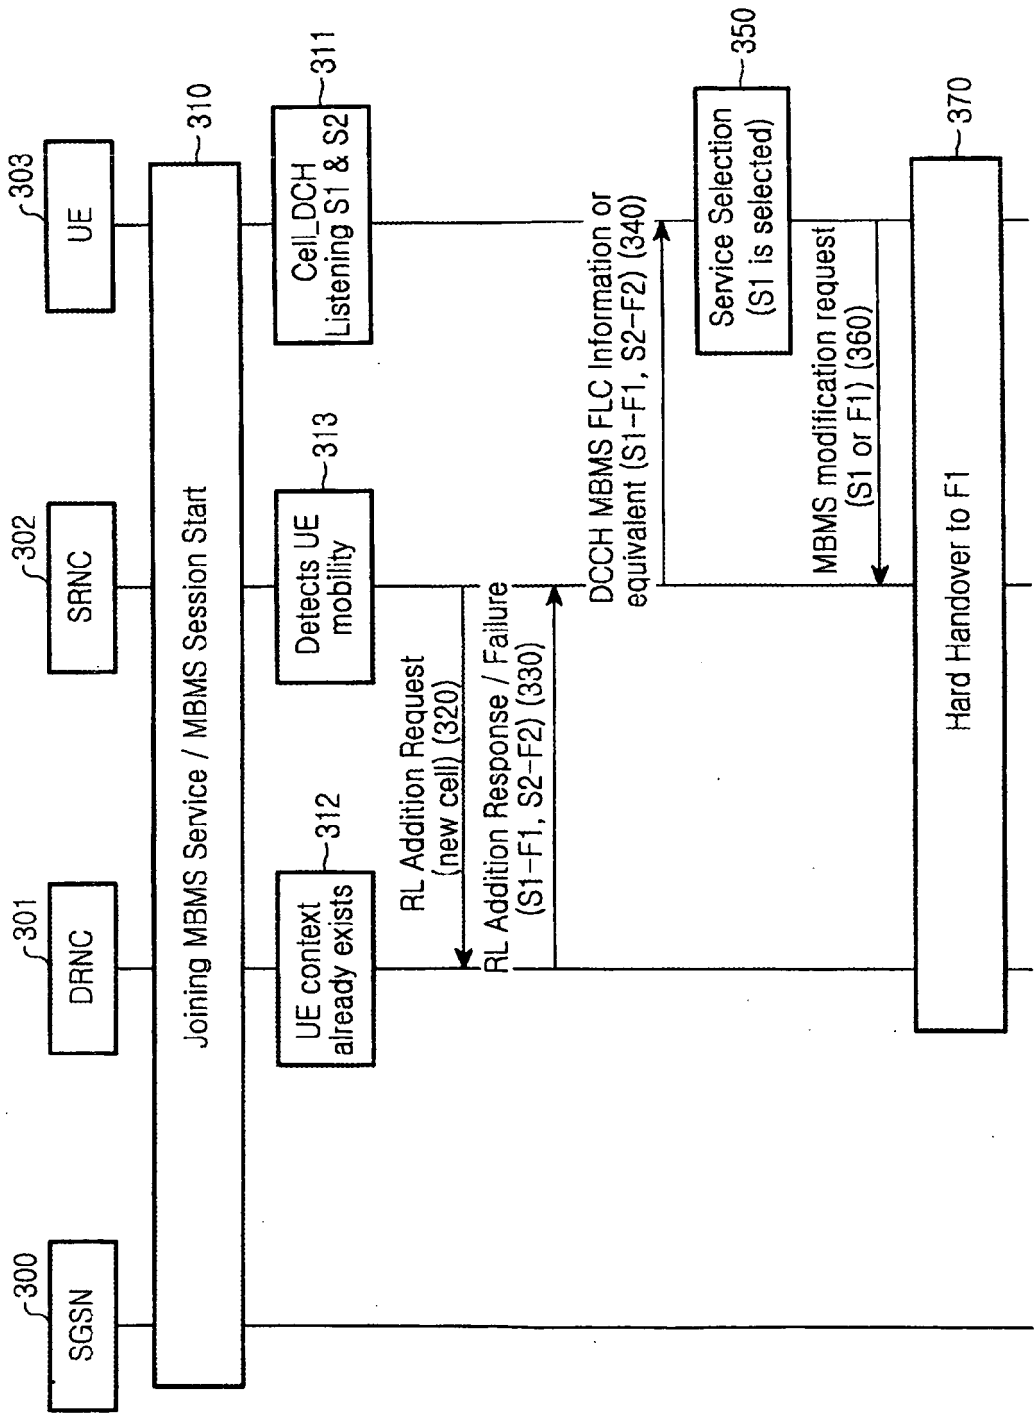 300
301
302
303
SGSN
DRNC
SRNC
UE
310
Joining MBMS Service / MBMS Session Start
312
UE context
already exists
313
Detects UE
mobility
311
Cell_DCH
Listening S1 & S2
RL Addition Request
(new cell) (320)
RL Addition Response / Failure
(S1-F1, S2-F2) (330)
DCCH MBMS FLC Information or
equivalent (S1-F1, S2-F2) (340)
350
Service Selection
(S1 is selected)
MBMS modification request
(S1 or F1) (360)
370
Hard Handover to F1